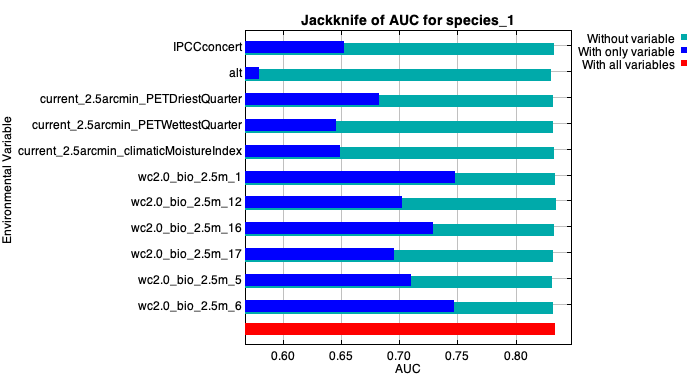 Jackknife of AUC for species_1
Without variable
With only variable
With all variables
Environmental Variable
IPCCconcert
alt
current_2.5arcmin_PETDriestQuarter
current_2.5arcmin_PETWettestQuarter
current_2.5arcmin_climaticMoistureIndex
wc2.0_bio_2.5m_1
wc2.0_bio_2.5m_12
wc2.0_bio_2.5m_16
wc2.0_bio_2.5m_17
wc2.0_bio_2.5m_5
wc2.0_bio_2.5m_6
0.60 0.65 0.70 0.75 0.80
AUC